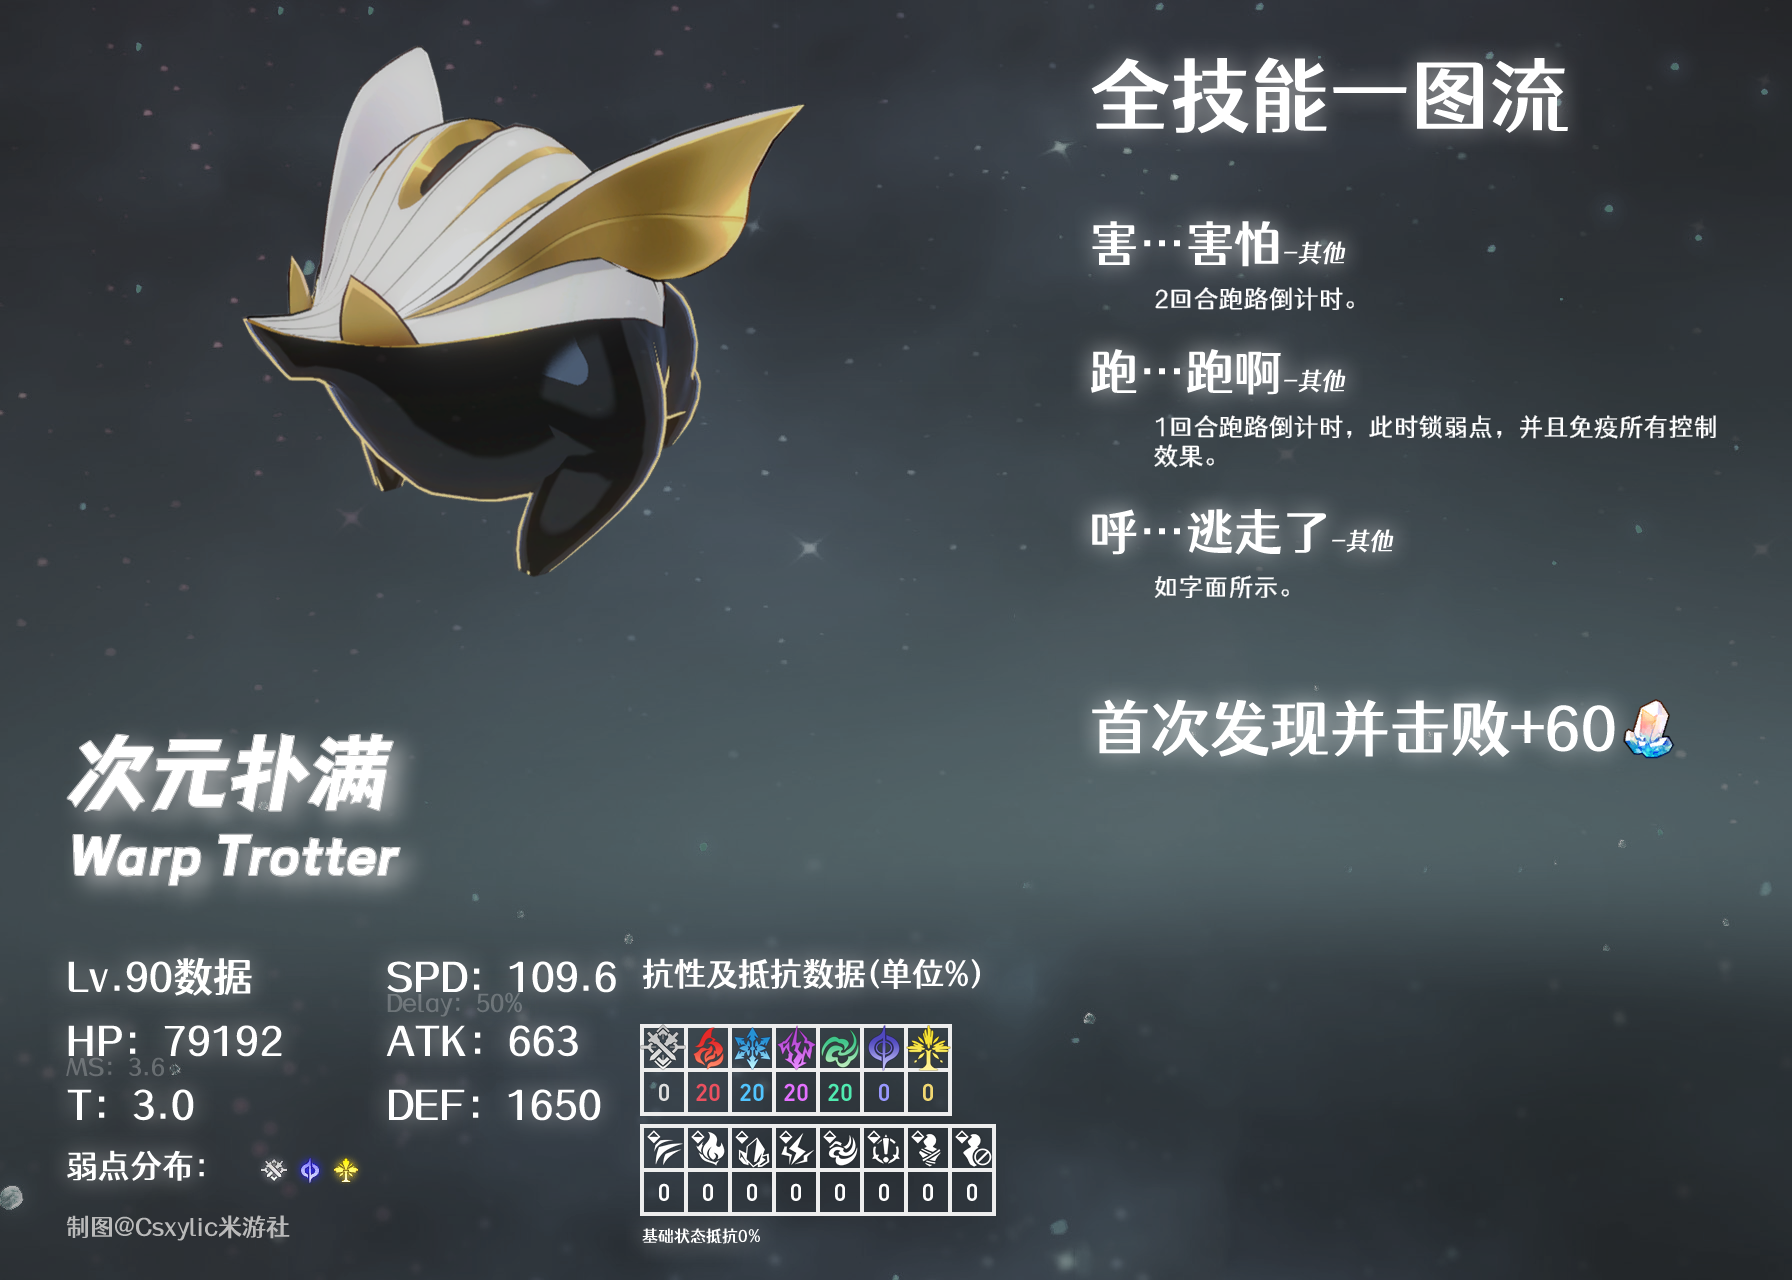 全技能一图流
害…害怕-其他
2回合跑路倒计时。
跑…跑啊-其他
1回合跑路倒计时，此时锁弱点，并且免疫所有控制
效果。
呼…逃走了-其他
如字面所示。
首次发现并击败+60
次元扑满
Warp Trotter
Lv.90数据
SPD：109.6
Delay：50%
HP：79192
ATK：663
MS：3.6
T：3.0
DEF：1650
弱点分布：
制图@Csxylic米游社
抗性及抵抗数据(单位%)
0 20 20 20 20 0 0
0 0 0 0 0 0 0 0
基础状态抵抗0%